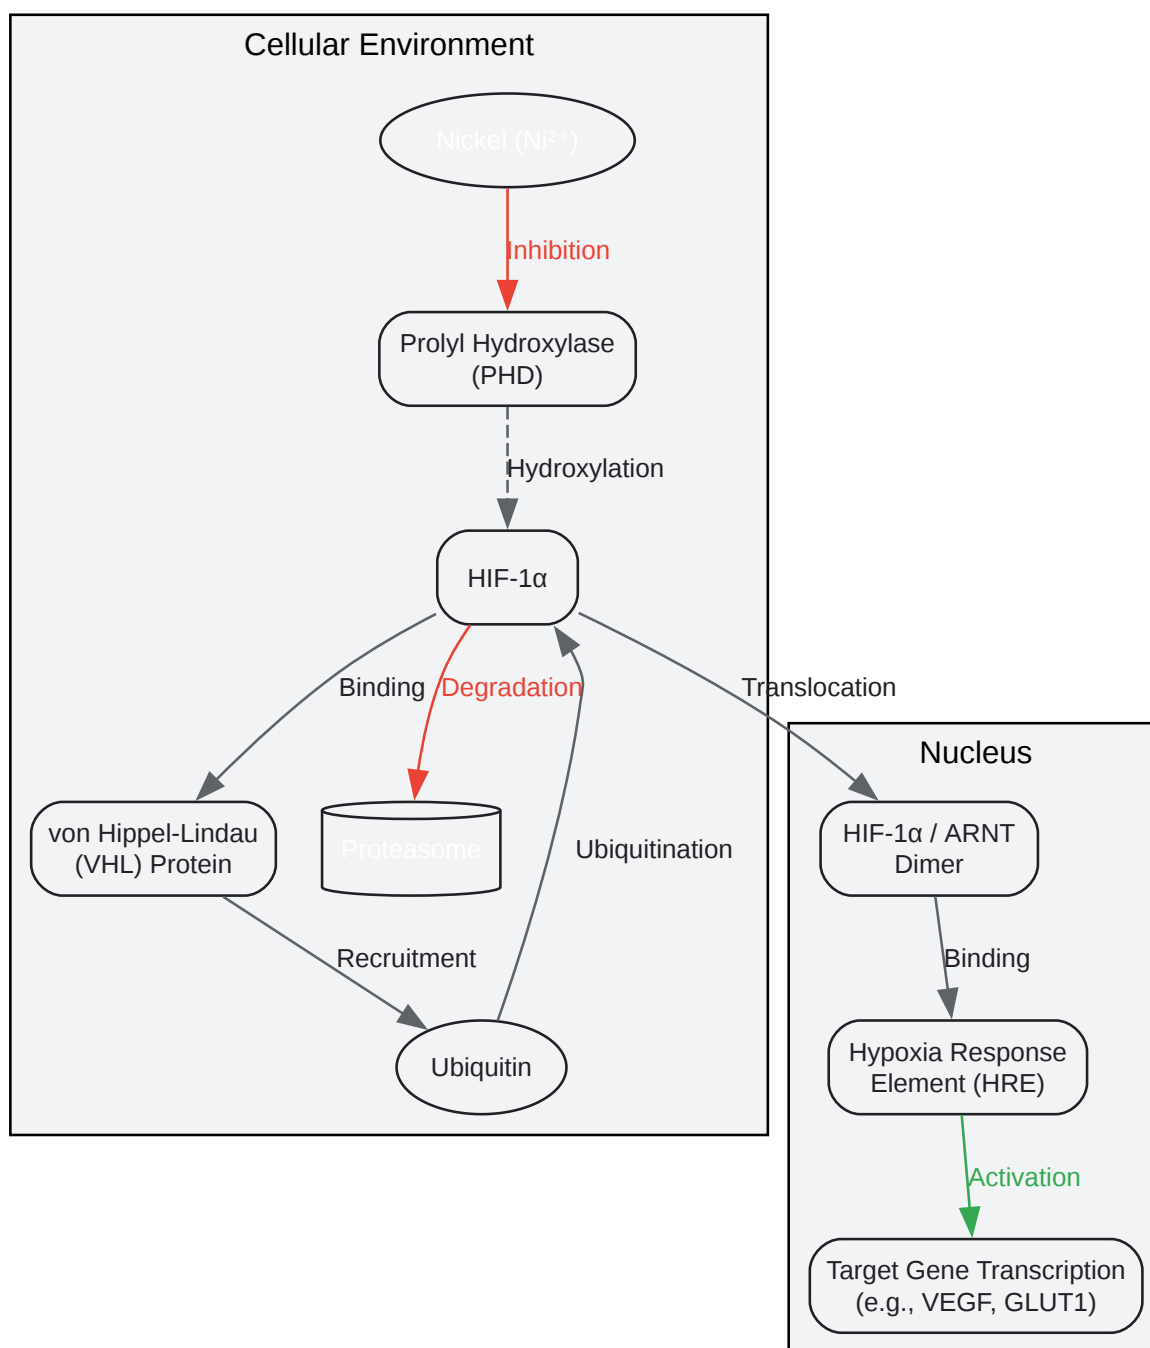 Cellular Environment
Nickel (Ni²⁺)
Inhibition
Prolyl Hydroxylase
(PHD)
Hydroxylation
HIF-1α
Binding
Degradation
Translocation
Nucleus
von Hippel-Lindau
(VHL) Protein
Proteasome
Ubiquitination
HIF-1α / ARNT
Dimer
Recruitment
Binding
Ubiquitin
Hypoxia Response
Element (HRE)
Activation
Target Gene Transcription
(e.g., VEGF, GLUT1)